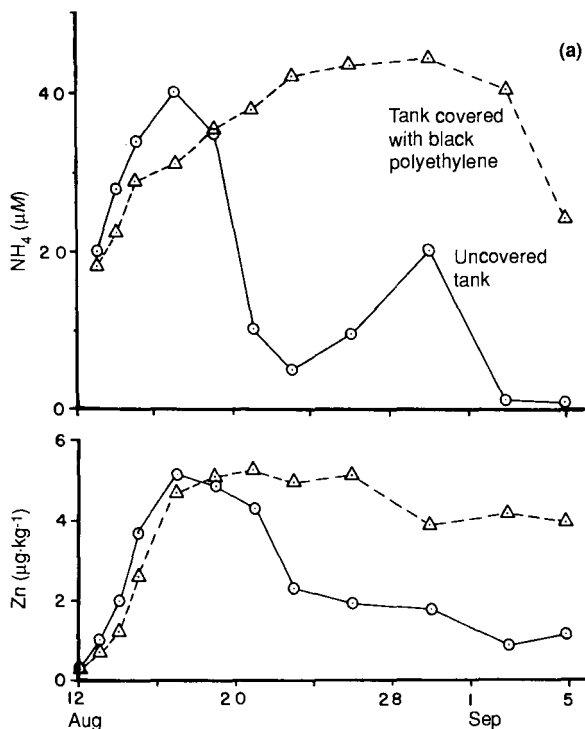 (a)
40
20
0
NH₄ (μM)
Tank covered
with black
polyethylene
Uncovered
tank
6
4
2
0
Zn (μg·kg⁻¹)
12 20 28 1 5
Aug Sep